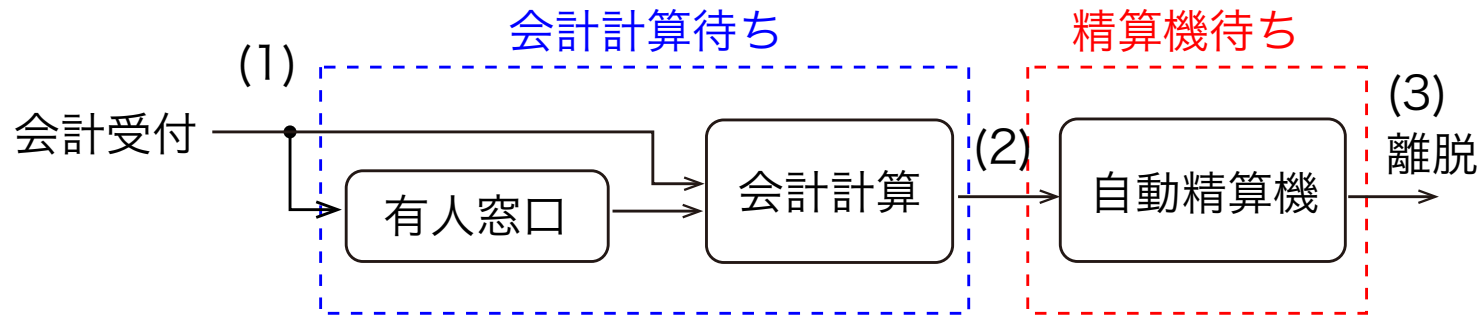 会計計算待ち
精算機待ち
(1)
会計受付
有人窓口
会計計算
(2)
自動精算機
(3)
離脱